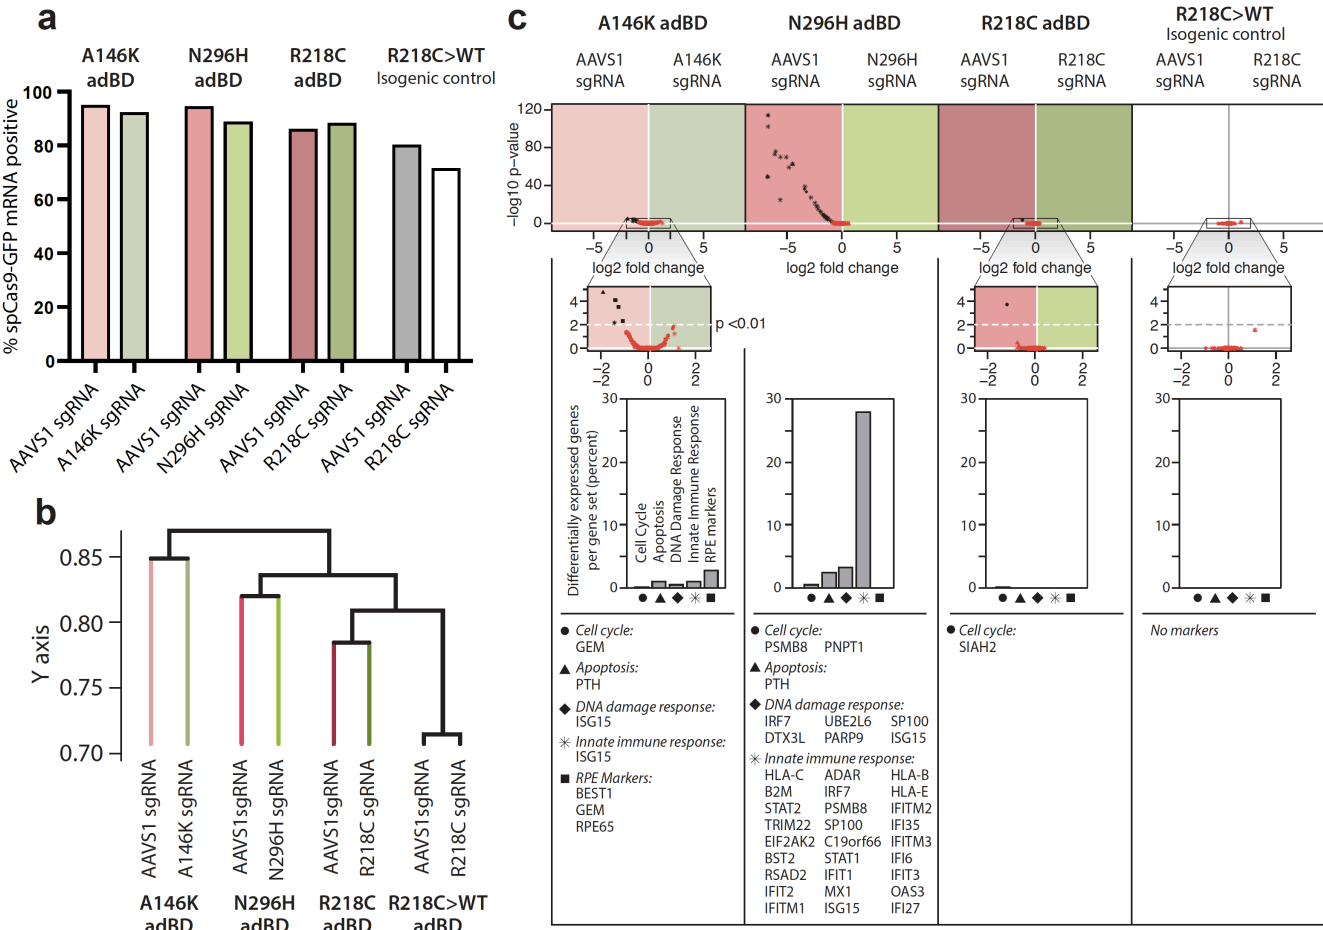 a
A146K
adBD
N296H
adBD
R218C
adBD
R218C>WT
Isogenic control
% spCas9-GFP mRNA positive
100
80
60
40
20
0
AAVS1 sgRNA
A146K sgRNA
AAVS1 sgRNA
N296H sgRNA
AAVS1 sgRNA
R218C sgRNA
AAVS1 sgRNA
R218C sgRNA
b
Y axis
0.85
0.80
0.75
0.70
AAVS1 sgRNA
A146K sgRNA
AAVS1sgRNA
N296H sgRNA
AAVS1sgRNA
R218C sgRNA
AAVS1sgRNA
R218C sgRNA
A146K
adBD
N296H
adBD
R218C
adBD
R218C>WT
adBD
c
A146K adBD
N296H adBD
R218C adBD
R218C>WT
Isogenic control
AAVS1
sgRNA
A146K
sgRNA
AAVS1
sgRNA
N296H
sgRNA
AAVS1
sgRNA
R218C
sgRNA
AAVS1
sgRNA
R218C
sgRNA
−log10 p−value
120
80
40
0
−5 0 5
−5 0 5
−5 0 5
−5 0 5
log2 fold change
log2 fold change
log2 fold change
log2 fold change
4
2
0
p <0.01
4
2
0
4
2
0
−2 0 2
−2
−2 0 2
−2
−2 0 2
−2
Differentially expressed genes
per gene set (percent)
30
20
10
0
Cell Cycle
Apoptosis
DNA Damage Response
Innate Immune Response
RPE markers
30
20
10
0
30
20
10
0
30
20
10
0
Cell cycle:
GEM
Apoptosis:
PTH
DNA damage response:
ISG15
Innate immune response:
ISG15
RPE Markers:
BEST1
GEM
RPE65
Cell cycle:
PSMB8 PNPT1
Apoptosis:
PTH
DNA damage response:
IRF7 UBE2L6 SP100
DTX3L PARP9 ISG15
Innate immune response:
HLA-C ADAR HLA-B
B2M IRF7 HLA-E
STAT2 PSMB8 IFITM2
TRIM22 SP100 IFI35
EIF2AK2 C19orf66 IFITM3
BST2 STAT1 IFI6
RSAD2 IFIT1 IFIT3
IFIT2 MX1 OAS3
IFITM1 ISG15 IFI27
Cell cycle:
SIAH2
No markers